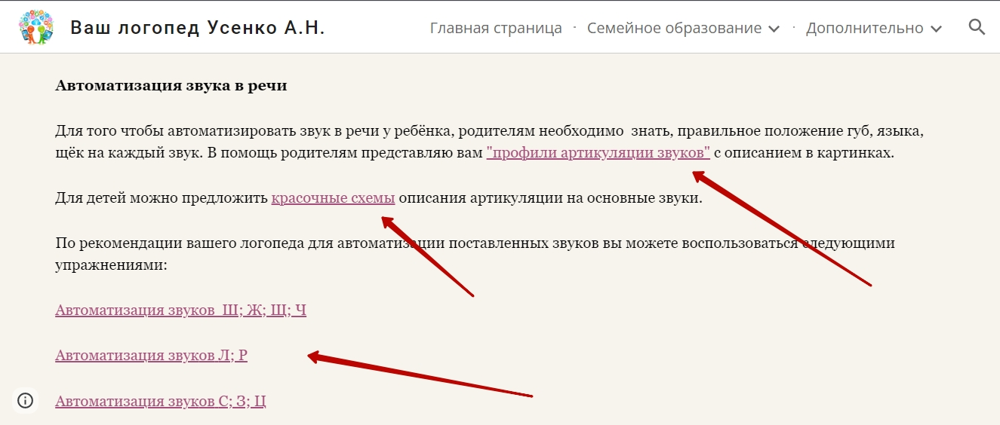 Ваш логопед Усенко А.Н.
Главная страница · Семейное образование · Дополнительно
Автоматизация звука в речи
Для того чтобы автоматизировать звук в речи у ребёнка, родителям необходимо  знать, правильное положение губ, языка,
щёк на каждый звук. В помощь родителям представляю вам "профили артикуляции звуков" с описанием в картинках.
Для детей можно предложить красочные схемы описания артикуляции на основные звуки.
По рекомендации вашего логопеда для автоматизации поставленных звуков вы можете воспользоваться следующими
упражнениями:
Автоматизация звуков  Ш; Ж; Щ; Ч
Автоматизация звуков Л; Р
Автоматизация звуков С; З; Ц